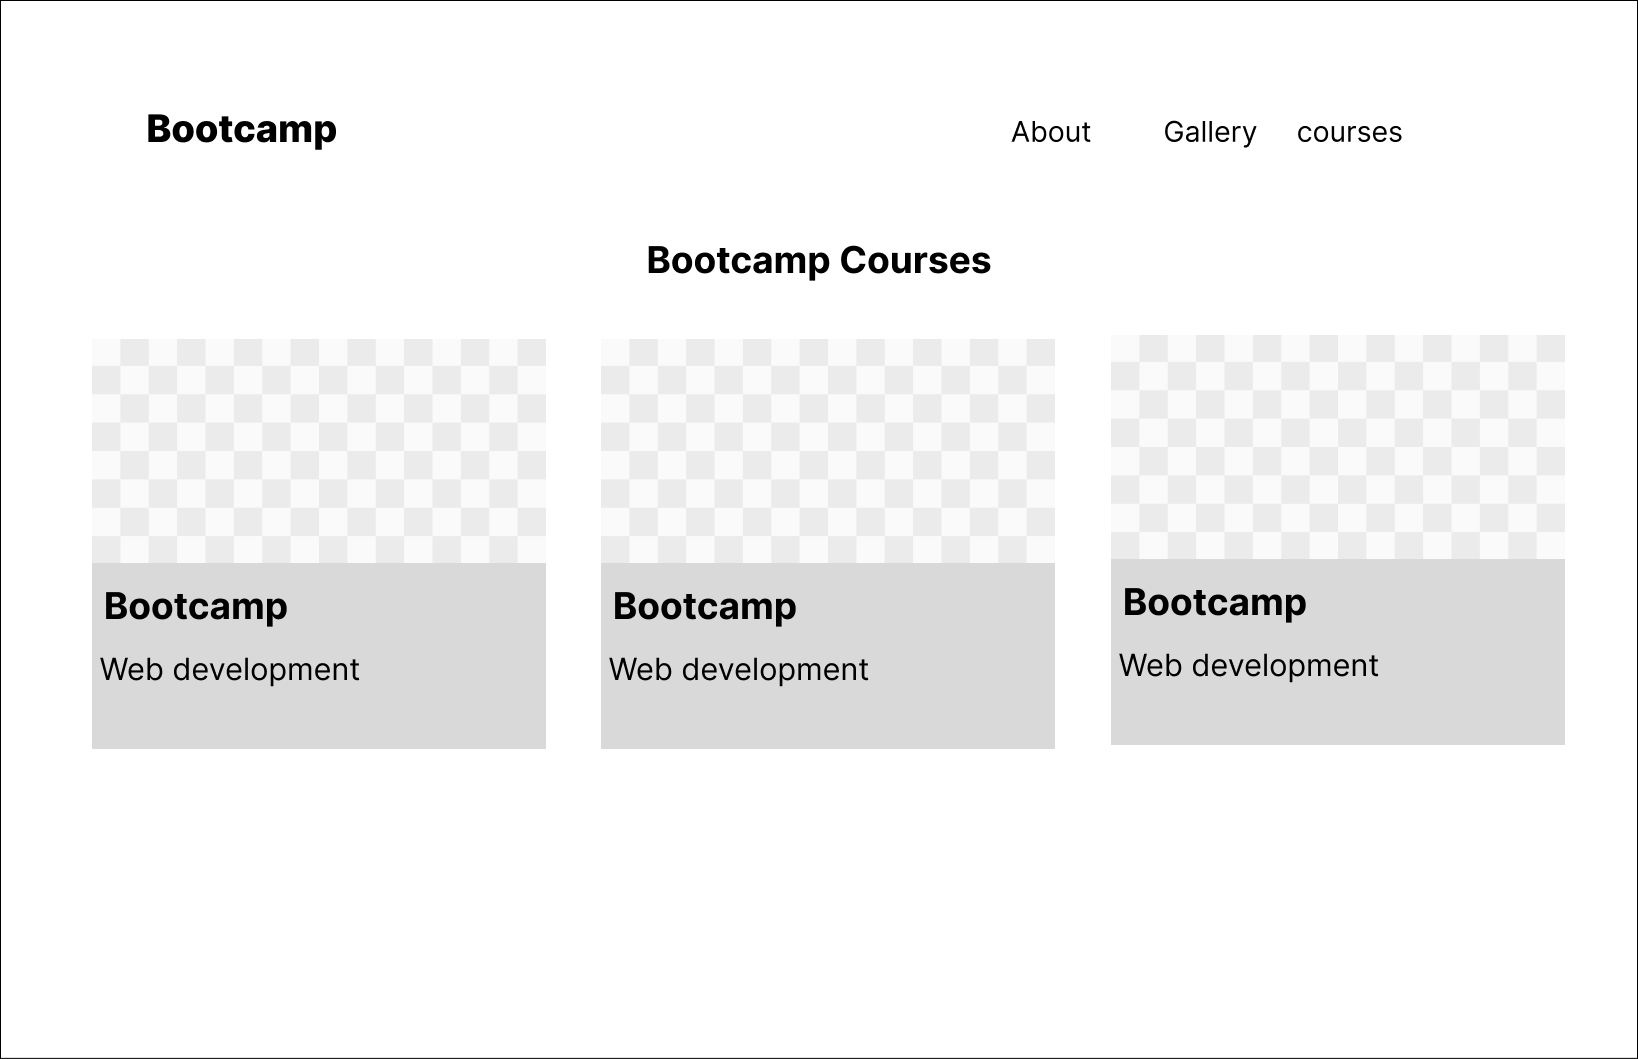 Bootcamp
About Gallery courses
Bootcamp Courses
Bootcamp
Web development
Bootcamp
Web development
Bootcamp
Web development